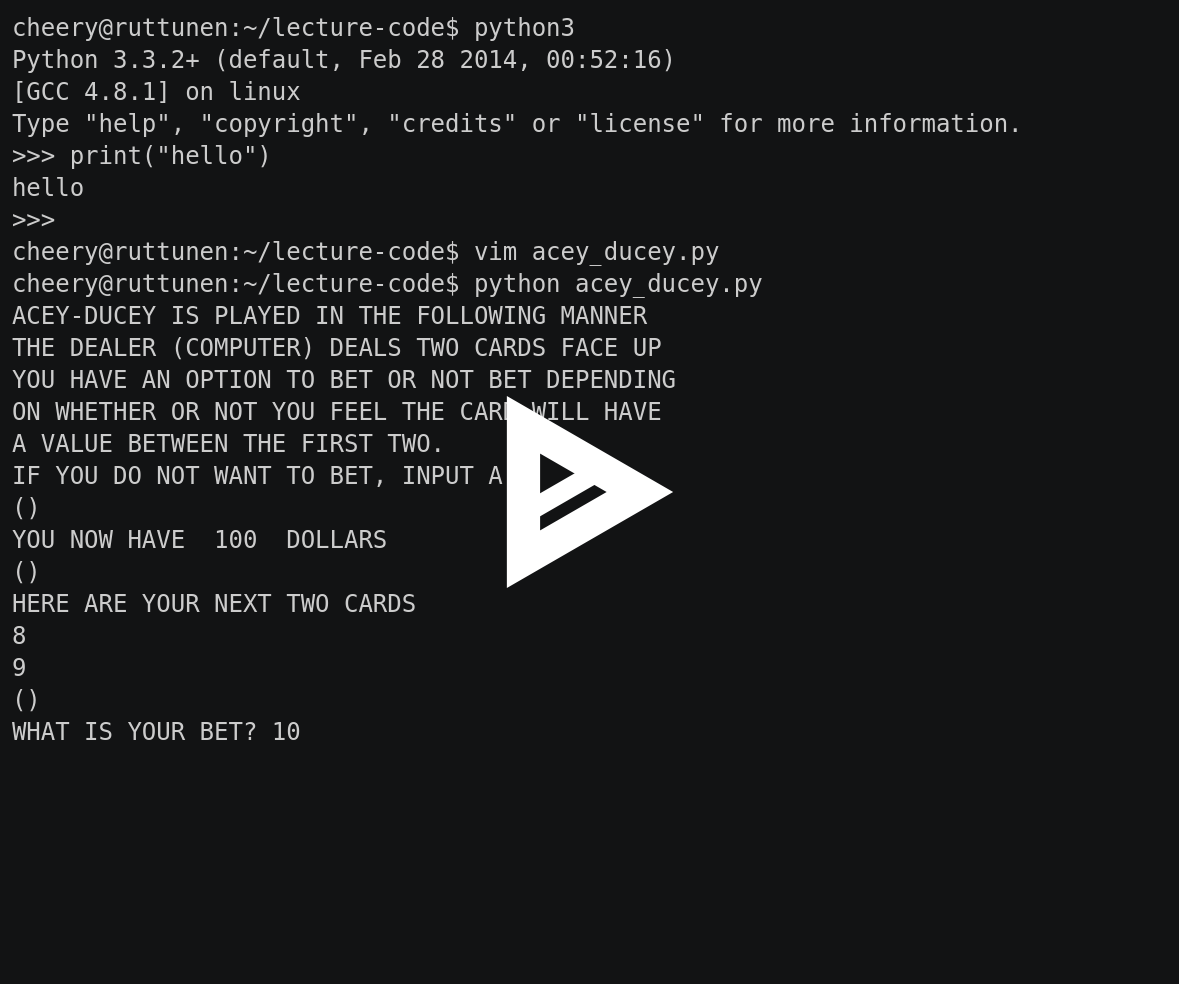 cheery@ruttunen:~/lecture-code$ python3
Python 3.3.2+ (default, Feb 28 2014, 00:52:16)
[GCC 4.8.1] on linux
Type "help", "copyright", "credits" or "license" for more information.
>>> print("hello")
hello
>>>
cheery@ruttunen:~/lecture-code$ vim acey_ducey.py
cheery@ruttunen:~/lecture-code$ python acey_ducey.py
ACEY-DUCEY IS PLAYED IN THE FOLLOWING MANNER
THE DEALER (COMPUTER) DEALS TWO CARDS FACE UP
YOU HAVE AN OPTION TO BET OR NOT BET DEPENDING
ON WHETHER OR NOT YOU FEEL THE CARD WILL HAVE
A VALUE BETWEEN THE FIRST TWO.
IF YOU DO NOT WANT TO BET, INPUT A
()
YOU NOW HAVE  100  DOLLARS
()
HERE ARE YOUR NEXT TWO CARDS
8
9
()
WHAT IS YOUR BET? 10